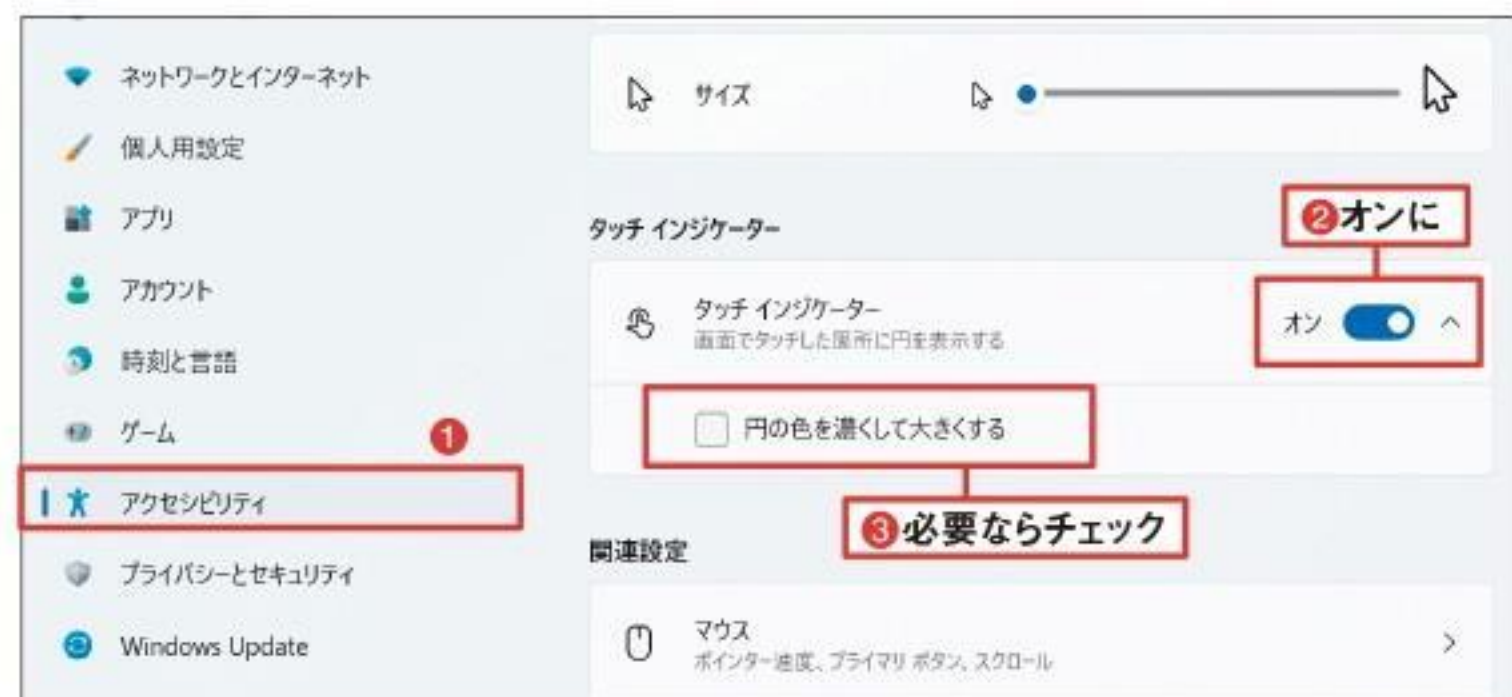 ネットワークとインターネット
個人用設定
アプリ
アカウント
時刻と言語
ゲーム
❶
アクセシビリティ
プライバシーとセキュリティ
Windows Update
サイズ
❷オンに
タッチ インジケーター
タッチ インジケーター
画面でタッチした箇所に円を表示する
オン
円の色を濃くして大きくする
❸必要ならチェック
関連設定
マウス
ポインター速度、プライマリ ボタン、スクロール